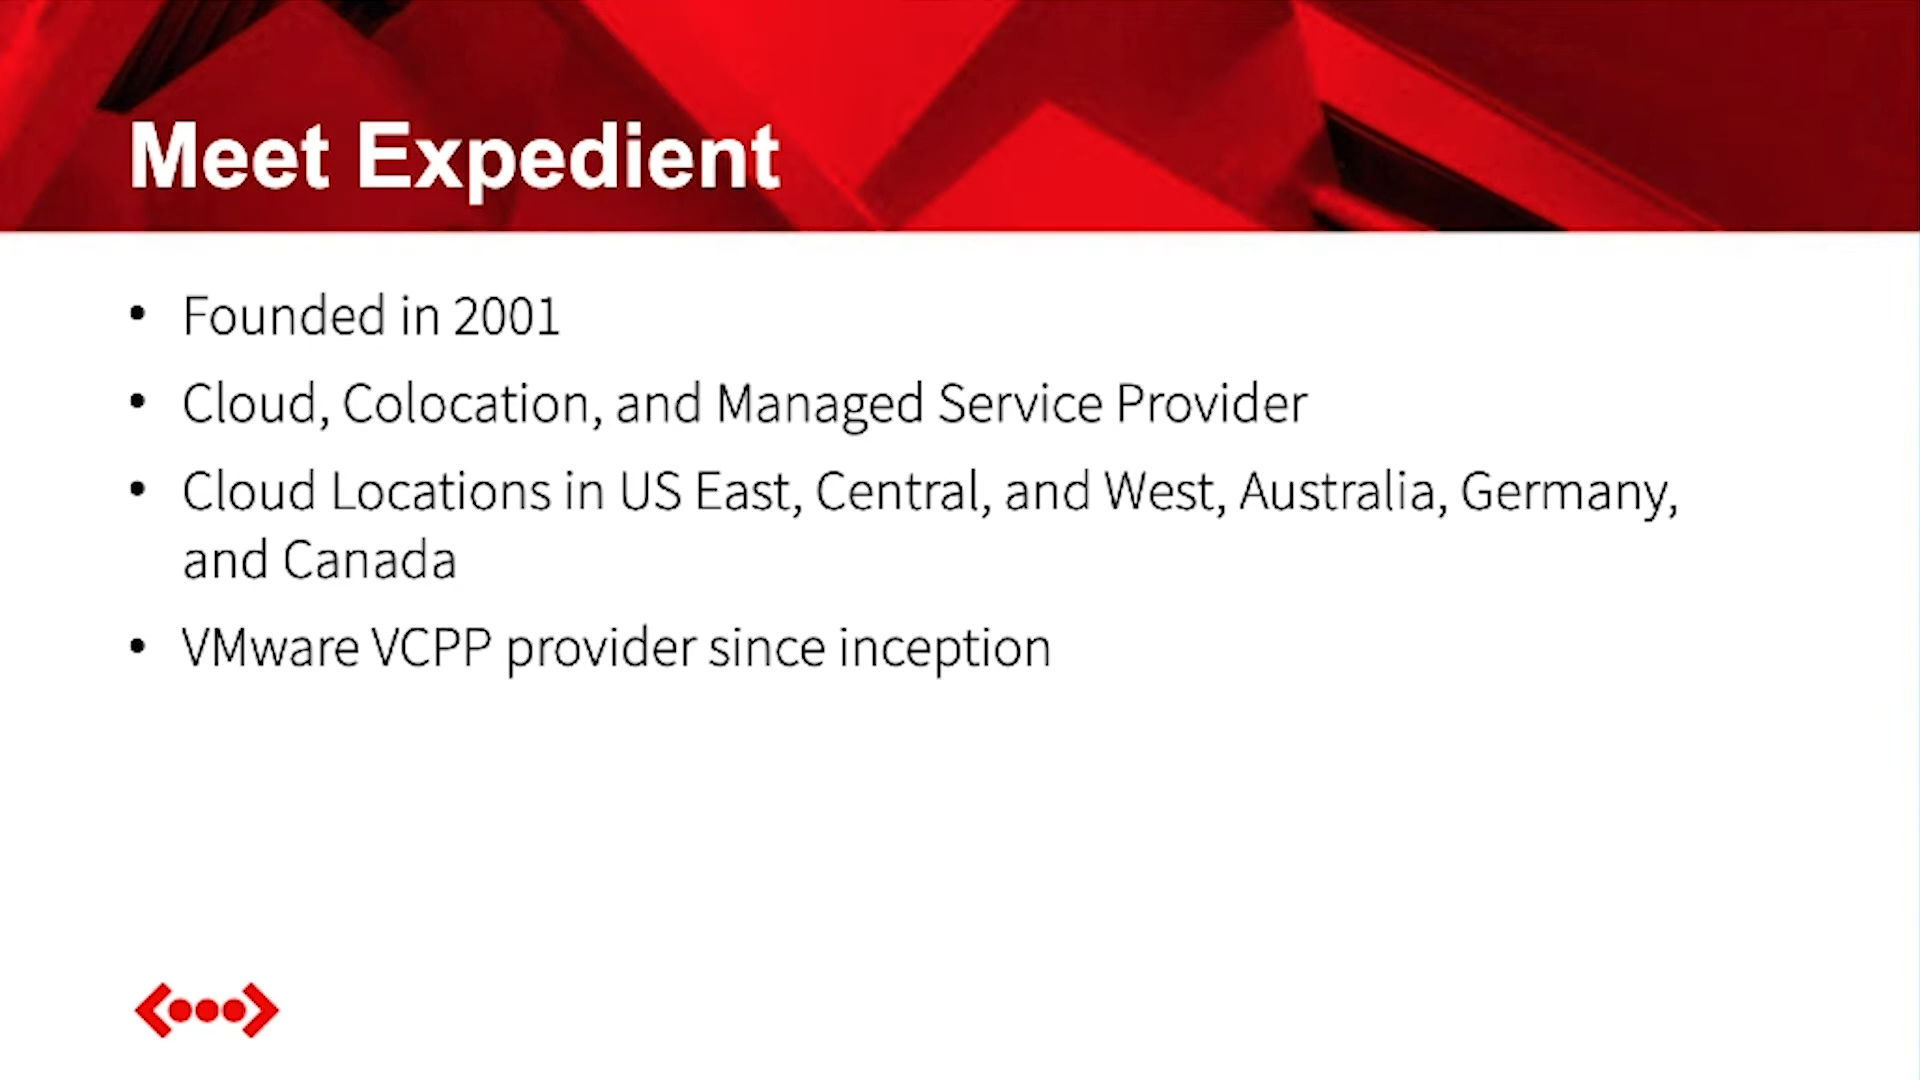 Meet Expedient
• Founded in 2001
• Cloud, Colocation, and Managed Service Provider
• Cloud Locations in US East, Central, and West, Australia, Germany,
and Canada
• VMware VCPP provider since inception